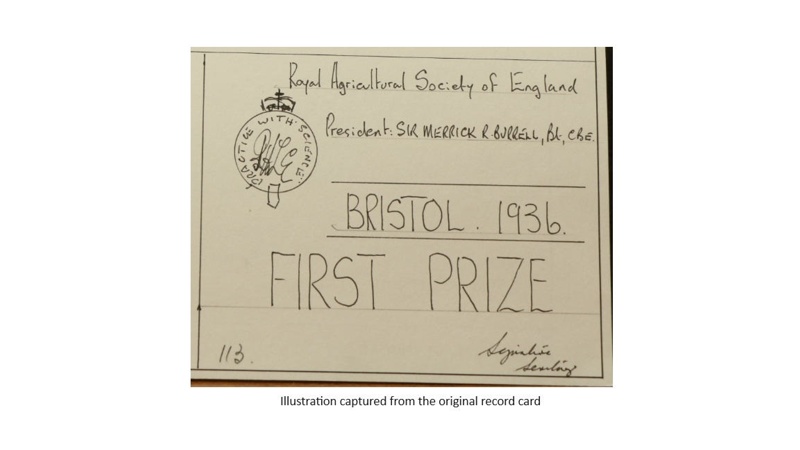 Royal Agricultural Society of England
PRACTICE WITH SCIENCE
President: SIR MERRICK R. BURRELL, Bt, CBE.
BRISTOL. 1936.
FIRST PRIZE
113.
Signature
Illustration captured from the original record card